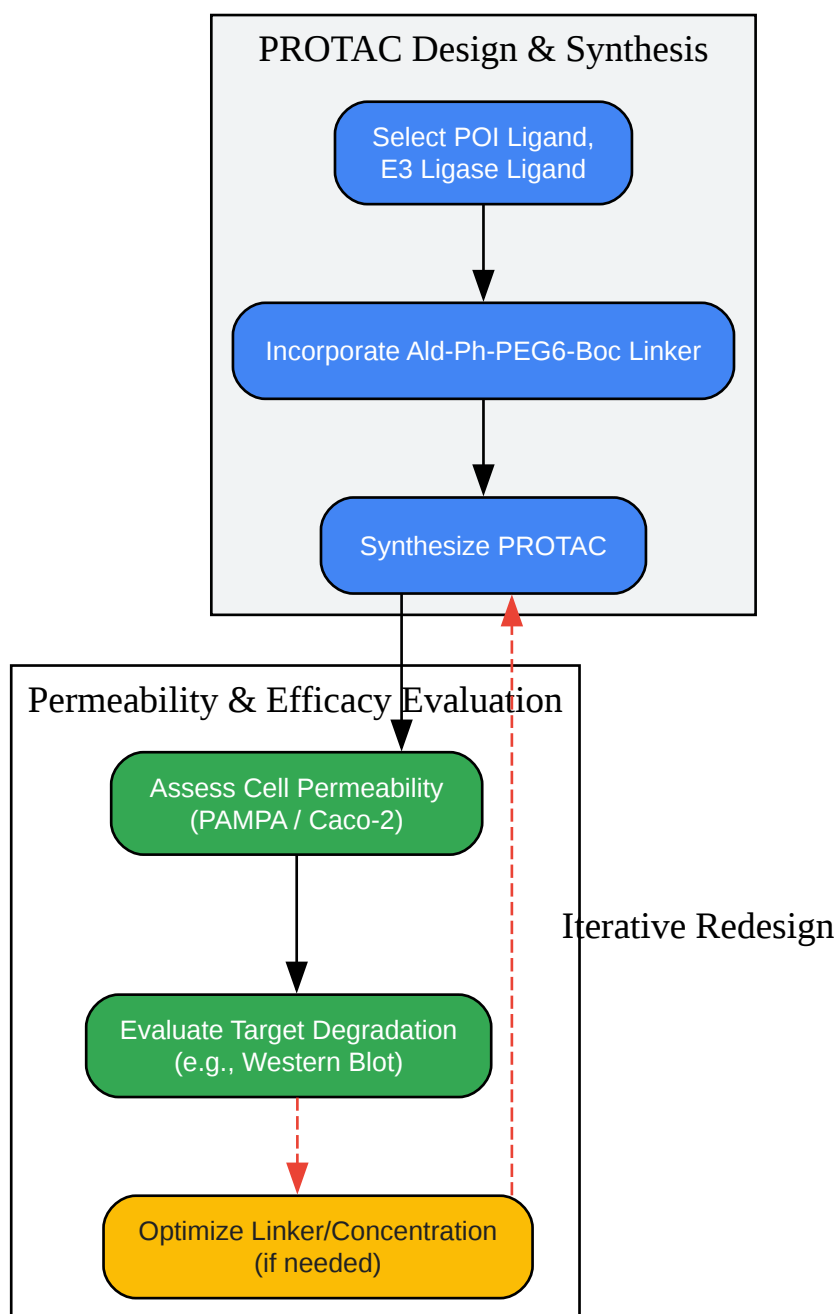 PROTAC Design & Synthesis
Select POI Ligand,
E3 Ligase Ligand
Incorporate Ald-Ph-PEG6-Boc Linker
Synthesize PROTAC
Permeability & Efficacy Evaluation
Assess Cell Permeability
(PAMPA / Caco-2)
Iterative Redesign
Evaluate Target Degradation
(e.g., Western Blot)
Optimize Linker/Concentration
(if needed)